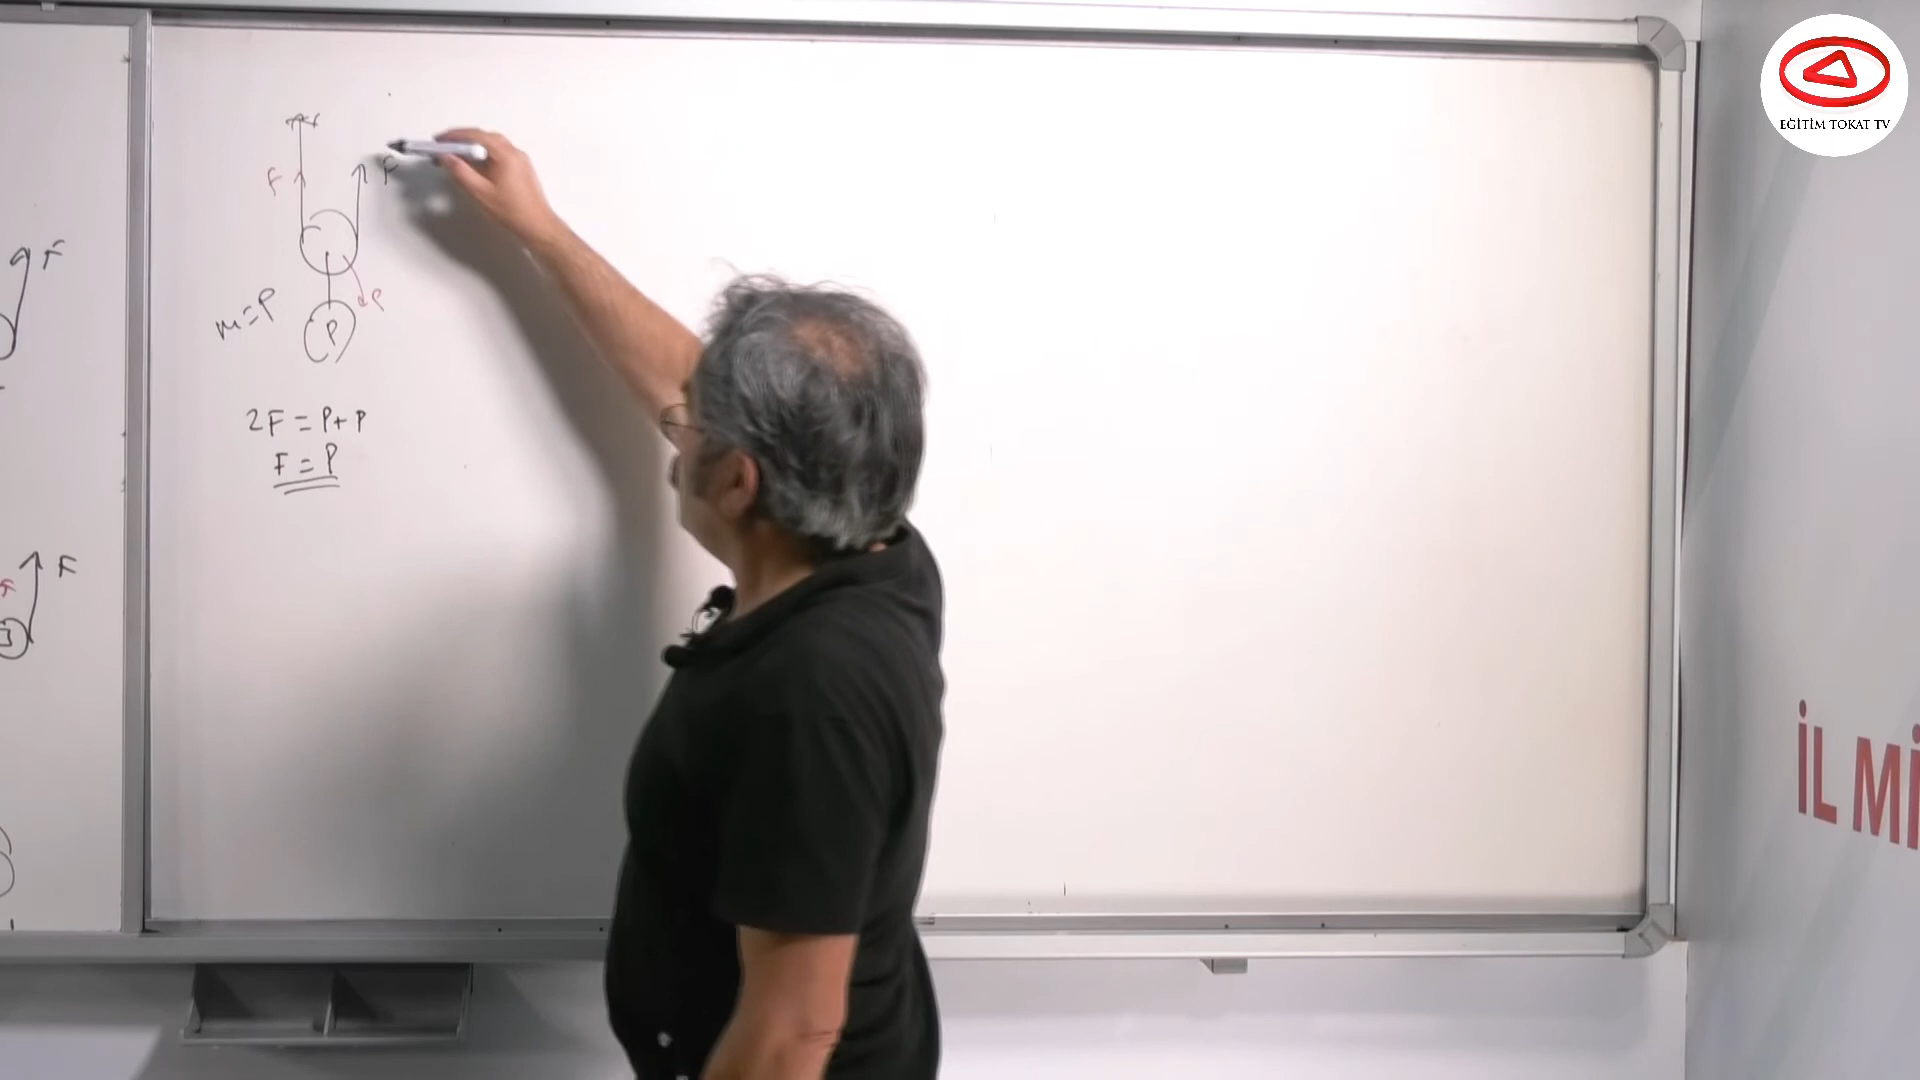 F
F
F
F
P
m=P
P
2F = P+P
F = P
F
EĞİTİM TOKAT TV
İL Mİ